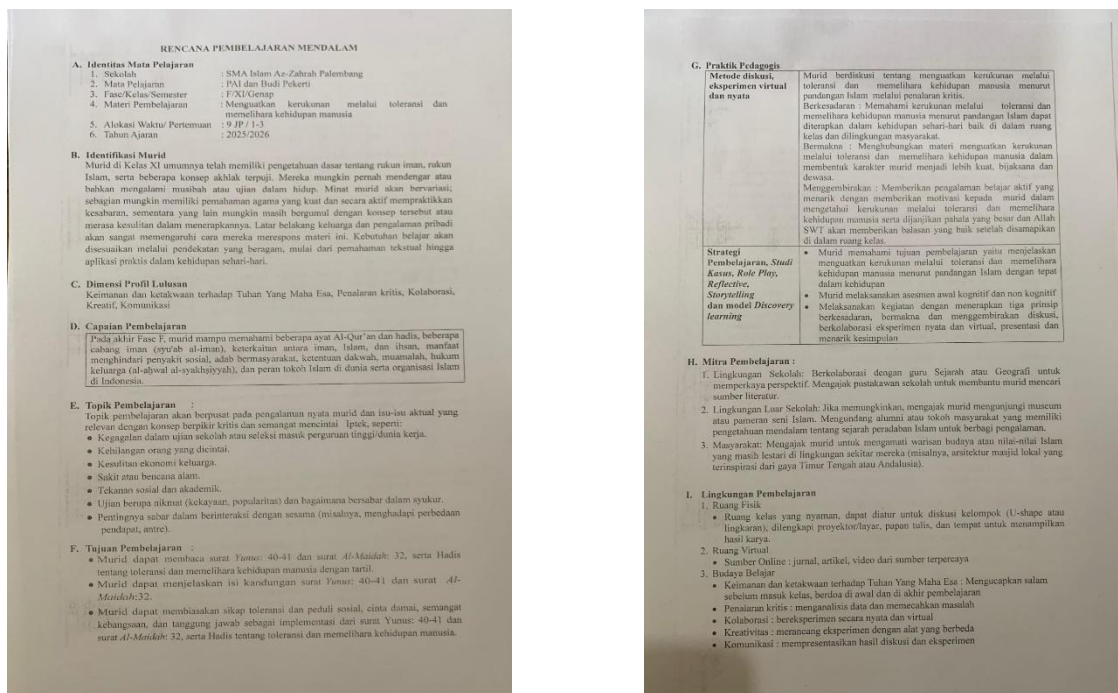 RENCANA PEMBELAJARAN MENDALAM
A. Identitas Mata Pelajaran
1. Sekolah : SMA Islam Az-Zahrah Palembang
2. Mata Pelajaran : PAI dan Budi Pekerti
3. Fase/Kelas/Semester : F/XI/Genap
4. Materi Pembelajaran : Menguatkan kerukunan melalui toleransi dan
memelihara kehidupan manusia
5. Alokasi Waktu/ Pertemuan : 9 JP / 1-3
6. Tahun Ajaran : 2025/2026
B. Identifikasi Murid
Murid di Kelas XI umumnya telah memiliki pengetahuan dasar tentang rukun iman, rukun
Islam, serta beberapa konsep akhlak terpuji. Mereka mungkin pernah mendengar atau
bahkan mengalami musibah atau ujian dalam hidup. Minat murid akan bervariasi;
sebagian mungkin memiliki pemahaman agama yang kuat dan secara aktif mempraktikkan
kesabaran, sementara yang lain mungkin masih bergumul dengan konsep tersebut atau
merasa kesulitan dalam menerapkannya. Latar belakang keluarga dan pengalaman pribadi
akan sangat memengaruhi cara mereka merespons materi ini. Kebutuhan belajar akan
disesuaikan melalui pendekatan yang beragam, mulai dari pemahaman tekstual hingga
aplikasi praktis dalam kehidupan sehari-hari.
C. Dimensi Profil Lulusan
Keimanan dan ketakwaan terhadap Tuhan Yang Maha Esa, Penalaran kritis, Kolaborasi,
Kreatif, Komunikasi
D. Capaian Pembelajaran
Pada akhir Fase F, murid mampu memahami beberapa ayat Al-Qur'an dan hadis, beberapa
cabang iman (syu'ab al-iman), keterkaitan antara iman, Islam, dan ihsan, manfaat
menghindari penyakit sosial, adab bermasyarakat, ketentuan dakwah, muamalah, hukum
keluarga (al-aḥwal al-syakhṣiyyah), dan peran tokoh Islam di dunia serta organisasi Islam
di Indonesia.
E. Topik Pembelajaran :
Topik pembelajaran akan berpusat pada pengalaman nyata murid dan isu-isu aktual yang
relevan dengan konsep berpikir kritis dan semangat mencintai Iptek, seperti:
• Kegagalan dalam ujian sekolah atau seleksi masuk perguruan tinggi/dunia kerja.
• Kehilangan orang yang dicintai.
• Kesulitan ekonomi keluarga.
• Sakit atau bencana alam.
• Tekanan sosial dan akademik.
• Ujian berupa nikmat (kekayaan, popularitas) dan bagaimana bersabar dalam syukur.
• Pentingnya sabar dalam berinteraksi dengan sesama (misalnya, menghadapi perbedaan
pendapat, antre).
F. Tujuan Pembelajaran :
• Murid dapat membaca surat Yunus: 40-41 dan surat Al-Maidah: 32, serta Hadis
tentang toleransi dan memelihara kehidupan manusia dengan tartil.
• Murid dapat menjelaskan isi kandungan surat Yunus: 40-41 dan surat Al-
Maidah:32.
• Murid dapat membiasakan sikap toleransi dan peduli sosial, cinta damai, semangat
kebangsaan, dan tanggung jawab sebagai implementasi dari surat Yunus: 40-41 dan
surat Al-Maidah: 32, serta Hadis tentang toleransi dan memelihara kehidupan manusia.
G. Praktik Pedagogis
Metode diskusi,
eksperimen virtual
dan nyata
Murid berdiskusi tentang menguatkan kerukunan melalui
toleransi dan memelihara kehidupan manusia menurut
pandangan Islam melalui penalaran kritis.
Berkesadaran : Memahami kerukunan melalui toleransi dan
memelihara kehidupan manusia menurut pandangan Islam dapat
diterapkan dalam kehidupan sehari-hari baik di dalam ruang
kelas dan dilingkungan masyarakat.
Bermakna : Menghubungkan materi menguatkan kerukunan
melalui toleransi dan memelihara kehidupan manusia dalam
membentuk karakter murid menjadi lebih kuat, bijaksana dan
dewasa.
Menggembirakan : Memberikan pengalaman belajar aktif yang
menarik dengan memberikan motivasi kepada murid dalam
mengetahui kerukunan melalui toleransi dan memelihara
kehidupan manusia serta dijanjikan pahala yang besar dan Allah
SWT akan memberikan balasan yang baik setelah disamapikan
di dalam ruang kelas.
Strategi
Pembelajaran, Studi
Kasus, Role Play,
Reflective,
Storytelling
dan model Discovery
learning
• Murid memahami tujuan pembelajaran yaitu menjelaskan
menguatkan kerukunan melalui toleransi dan memelihara
kehidupan manusia menurut pandangan Islam dengan tepat
dalam kehidupan
• Murid melaksanakan asesmen awal kognitif dan non kognitif
• Melaksanakan kegiatan dengan menerapkan tiga prinsip
berkesadaran, bermakna dan menggembirakan diskusi,
berkolaborasi eksperimen nyata dan virtual, presentasi dan
menarik kesimpulan
H. Mitra Pembelajaran :
1. Lingkungan Sekolah: Berkolaborasi dengan guru Sejarah atau Geografi untuk
memperkaya perspektif. Mengajak pustakawan sekolah untuk membantu murid mencari
sumber literatur.
2. Lingkungan Luar Sekolah: Jika memungkinkan, mengajak murid mengunjungi museum
atau pameran seni Islam. Mengundang alumni atau tokoh masyarakat yang memiliki
pengetahuan mendalam tentang sejarah peradaban Islam untuk berbagi pengalaman.
3. Masyarakat: Mengajak murid untuk mengamati warisan budaya atau nilai-nilai Islam
yang masih lestari di lingkungan sekitar mereka (misalnya, arsitektur masjid lokal yang
terinspirasi dari gaya Timur Tengah atau Andalusia).
I. Lingkungan Pembelajaran
1. Ruang Fisik
• Ruang kelas yang nyaman, dapat diatur untuk diskusi kelompok (U-shape atau
lingkaran), dilengkapi proyektor/layar, papan tulis, dan tempat untuk menampilkan
hasil karya.
2. Ruang Virtual
• Sumber Online : jurnal, artikel, video dari sumber terpercaya
3. Budaya Belajar
• Keimanan dan ketakwaan terhadap Tuhan Yang Maha Esa : Mengucapkan salam
sebelum masuk kelas, berdoa di awal dan di akhir pembelajaran
• Penalaran kritis : menganalisis data dan memecahkan masalah
• Kolaborasi : bereksperimen secara nyata dan virtual
• Kreativitas : merancang eksperimen dengan alat yang berbeda
• Komunikasi : mempresentasikan hasil diskusi dan eksperimen